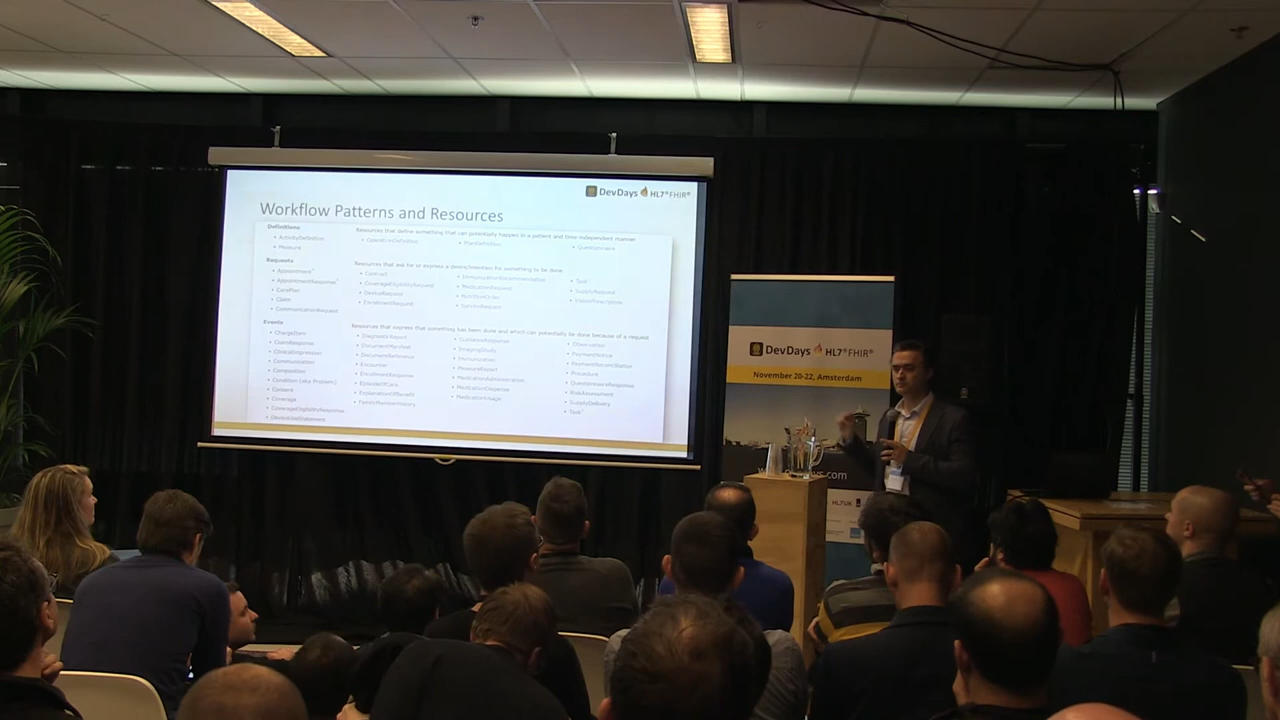 DevDays HL7® FHIR®
Workflow Patterns and Resources
Definitions
Resources that define something that can potentially happen in a patient and time-independent manner
• ActivityDefinition
• Measure
• OperationDefinition
• PlanDefinition
• Questionnaire
Requests
Resources that ask for or express a desire/intention for something to be done
• Appointment*
• AppointmentResponse*
• CarePlan
• Claim
• CommunicationRequest
• Contract
• CoverageEligibilityRequest
• DeviceRequest
• EnrollmentRequest
• ImmunizationRecommendation
• MedicationRequest
• NutritionOrder
• ServiceRequest
• Task*
• SupplyRequest
• VisionPrescription
Events
Resources that express that something has been done and which can potentially be done because of a request
• ChargeItem
• ClaimResponse
• ClinicalImpression
• Communication
• Composition
• Condition (aka Problem)
• Consent
• Coverage
• CoverageEligibilityResponse
• DeviceUseStatement
• DiagnosticReport
• DocumentManifest
• DocumentReference
• Encounter
• EnrollmentResponse
• EpisodeOfCare
• ExplanationOfBenefit
• FamilyMemberHistory
• GuidanceResponse
• ImagingStudy
• Immunization
• MeasureReport
• MedicationAdministration
• MedicationDispense
• MedicationUsage
• Observation
• PaymentNotice
• PaymentReconciliation
• Procedure
• QuestionnaireResponse
• RiskAssessment
• SupplyDelivery
• Task*
DevDays HL7® FHIR®
November 20-22, Amsterdam
HL7UK